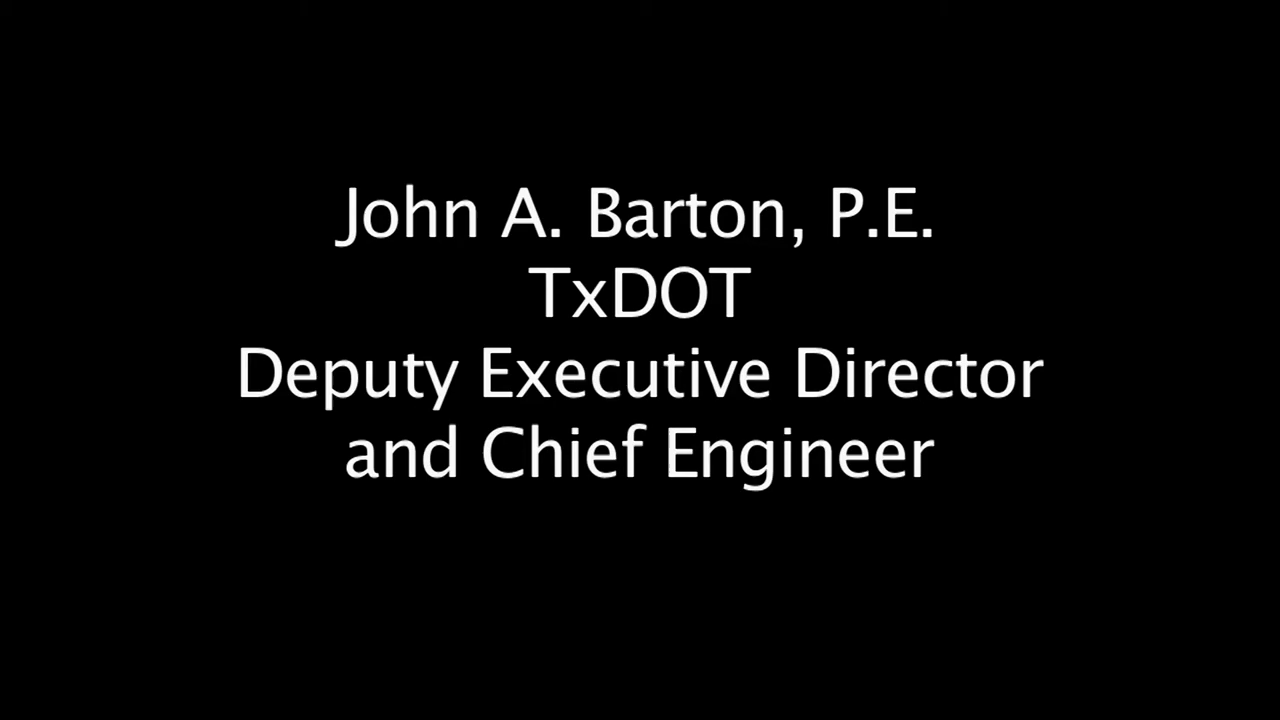 John A. Barton, P.E.
TxDOT
Deputy Executive Director
and Chief Engineer